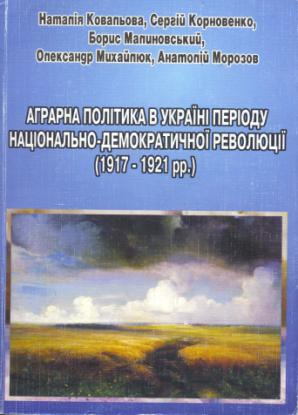 Наталія Ковальова, Сергій Корновенко,
Борис Малиновський,
Олександр Михайлюк, Анатолій Морозов
АГРАРНА ПОЛІТИКА В УКРАЇНІ ПЕРІОДУ
НАЦІОНАЛЬНО-ДЕМОКРАТИЧНОЇ РЕВОЛЮЦІЇ
(1917 - 1921 рр.)